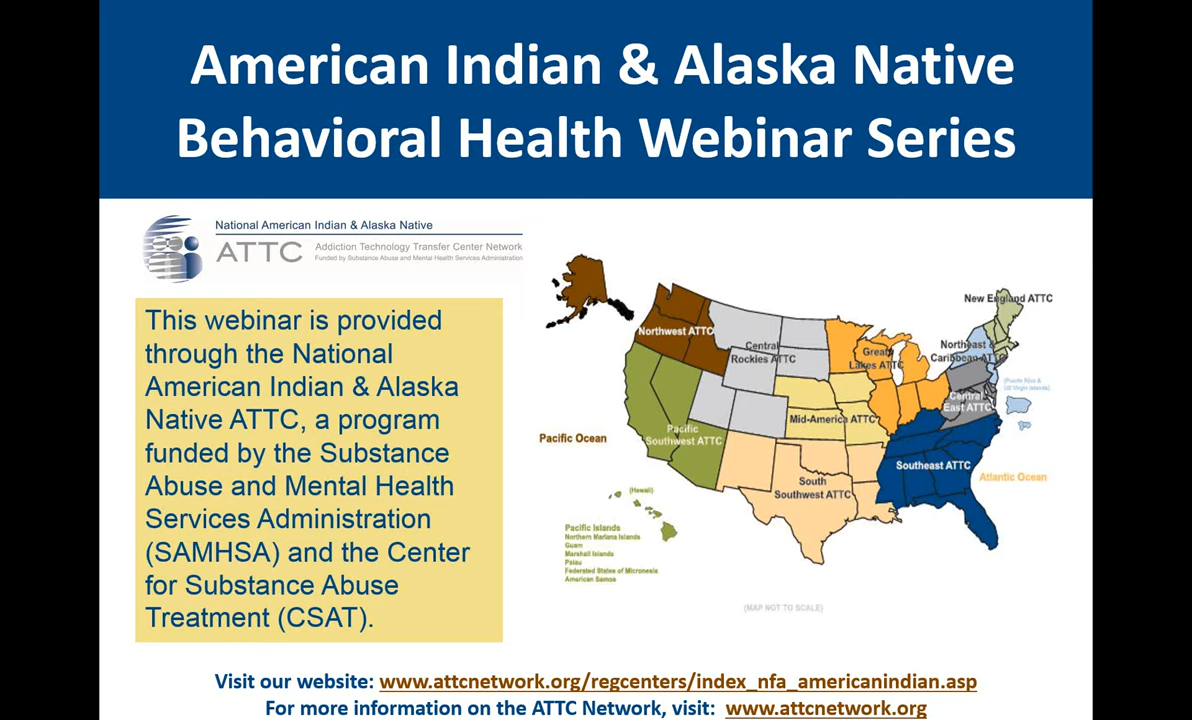 American Indian & Alaska Native
Behavioral Health Webinar Series
National American Indian & Alaska Native
ATTC
Addiction Technology Transfer Center Network
Funded by Substance Abuse and Mental Health Services Administration
This webinar is provided
through the National
American Indian & Alaska
Native ATTC, a program
funded by the Substance
Abuse and Mental Health
Services Administration
(SAMHSA) and the Center
for Substance Abuse
Treatment (CSAT).
New England ATTC
Northwest ATTC
Central
Rockies ATTC
Great
Lakes ATTC
Northeast &
Caribbean ATTC
(Puerto Rico &
US Virgin Islands)
Central
East ATTC
Mid-America ATTC
Pacific
Southwest ATTC
Pacific Ocean
Southeast ATTC
Atlantic Ocean
South
Southwest ATTC
(Hawaii)
Pacific Islands
Northern Mariana Islands
Guam
Marshall Islands
Palau
Federated States of Micronesia
American Samoa
(MAP NOT TO SCALE)
Visit our website: www.attcnetwork.org/regcenters/index_nfa_americanindian.asp
For more information on the ATTC Network, visit: www.attcnetwork.org